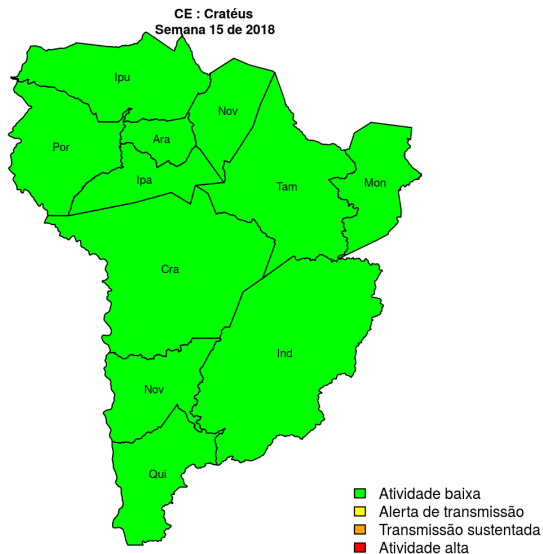 CE : Cratéus
Semana 15 de 2018
Ipu
Nov
Ara
Por
Ipa
Tam
Mon
Cra
Ind
Nov
Qui
Atividade baixa
Alerta de transmissão
Transmissão sustentada
Atividade alta